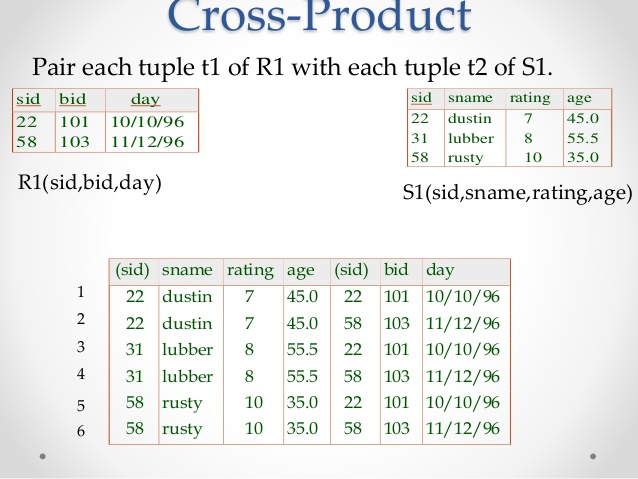 Cross-Product
Pair each tuple t1 of R1 with each tuple t2 of S1.
sid bid day
22 101 10/10/96
58 103 11/12/96
R1(sid,bid,day)
sid sname rating age
22 dustin 7 45.0
31 lubber 8 55.5
58 rusty 10 35.0
S1(sid,sname,rating,age)
(sid) sname rating age (sid) bid day
1 22 dustin 7 45.0 22 101 10/10/96
2 22 dustin 7 45.0 58 103 11/12/96
3 31 lubber 8 55.5 22 101 10/10/96
4 31 lubber 8 55.5 58 103 11/12/96
5 58 rusty 10 35.0 22 101 10/10/96
6 58 rusty 10 35.0 58 103 11/12/96